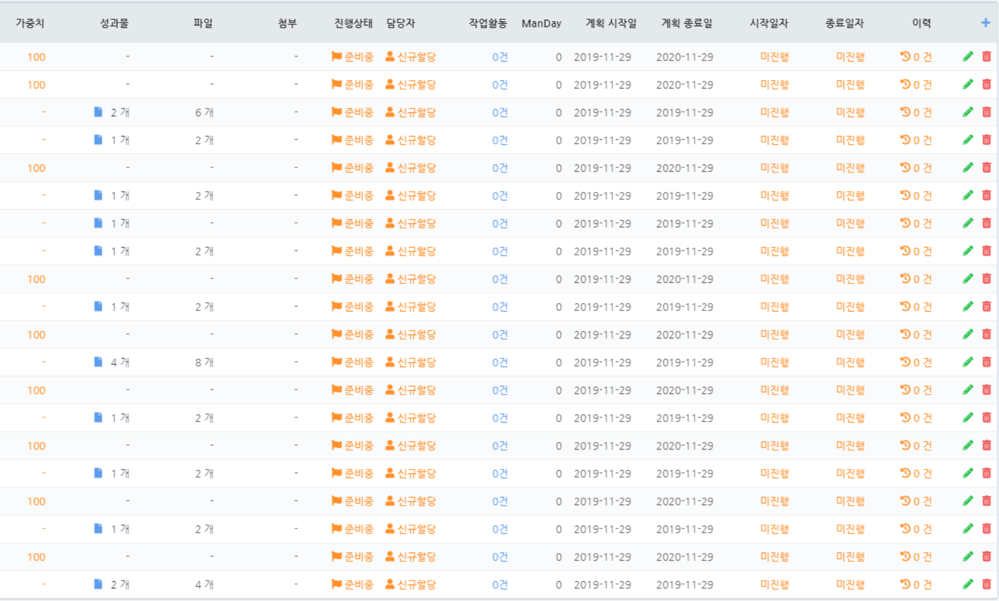 가중치 성과물 파일 첨부 진행상태 담당자 작업활동 ManDay 계획 시작일 계획 종료일 시작일자 종료일자 이력
100 - - - 준비중 신규할당 0건 0 2019-11-29 2020-11-29 미진행 미진행 0 건
100 - - - 준비중 신규할당 0건 0 2019-11-29 2020-11-29 미진행 미진행 0 건
- 2 개 6 개 - 준비중 신규할당 0건 0 2019-11-29 2019-11-29 미진행 미진행 0 건
- 1 개 2 개 - 준비중 신규할당 0건 0 2019-11-29 2019-11-29 미진행 미진행 0 건
100 - - - 준비중 신규할당 0건 0 2019-11-29 2020-11-29 미진행 미진행 0 건
- 1 개 2 개 - 준비중 신규할당 0건 0 2019-11-29 2019-11-29 미진행 미진행 0 건
- 1 개 - - 준비중 신규할당 0건 0 2019-11-29 2019-11-29 미진행 미진행 0 건
- 1 개 2 개 - 준비중 신규할당 0건 0 2019-11-29 2019-11-29 미진행 미진행 0 건
100 - - - 준비중 신규할당 0건 0 2019-11-29 2020-11-29 미진행 미진행 0 건
- 1 개 2 개 - 준비중 신규할당 0건 0 2019-11-29 2019-11-29 미진행 미진행 0 건
100 - - - 준비중 신규할당 0건 0 2019-11-29 2020-11-29 미진행 미진행 0 건
- 4 개 8 개 - 준비중 신규할당 0건 0 2019-11-29 2019-11-29 미진행 미진행 0 건
100 - - - 준비중 신규할당 0건 0 2019-11-29 2020-11-29 미진행 미진행 0 건
- 1 개 2 개 - 준비중 신규할당 0건 0 2019-11-29 2019-11-29 미진행 미진행 0 건
100 - - - 준비중 신규할당 0건 0 2019-11-29 2020-11-29 미진행 미진행 0 건
- 1 개 2 개 - 준비중 신규할당 0건 0 2019-11-29 2019-11-29 미진행 미진행 0 건
100 - - - 준비중 신규할당 0건 0 2019-11-29 2020-11-29 미진행 미진행 0 건
- 1 개 2 개 - 준비중 신규할당 0건 0 2019-11-29 2019-11-29 미진행 미진행 0 건
100 - - - 준비중 신규할당 0건 0 2019-11-29 2020-11-29 미진행 미진행 0 건
- 2 개 4 개 - 준비중 신규할당 0건 0 2019-11-29 2019-11-29 미진행 미진행 0 건